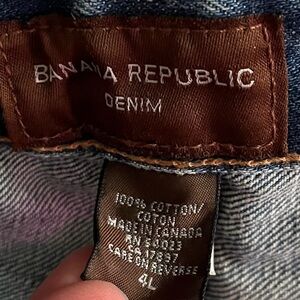 BANANA REPUBLIC
DENIM
100% COTTON/
COTON
MADE IN CANADA
RN 54023
CA 17897
CARE ON REVERSE
4L